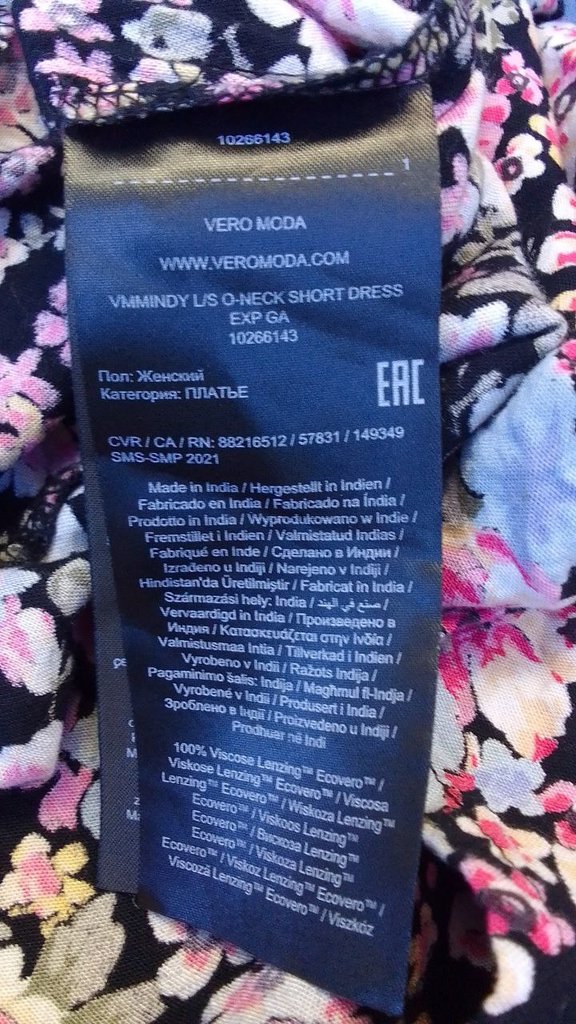 10266143
1
VERO MODA
WWW.VEROMODA.COM
VMMINDY L/S O-NECK SHORT DRESS
EXP GA
10266143
Пол: Женский
Категория: ПЛАТЬЕ
EAC
CVR / CA / RN: 88216512 / 57831 / 149349
SMS-SMP 2021
Made in India / Hergestellt in Indien /
Fabricado en India / Fabricado na Índia /
Prodotto in India / Wyprodukowano w Indie /
Fremstillet i Indien / Valmistatud Indias /
Fabriqué en Inde / Сделано в Индии /
Izrađeno u Indiji / Narejeno v Indiji /
Hindistan'da Üretilmiştir / Fabricat în India /
Származási hely: India / صنع في الهند /
Vervaardigd in India / Произведено в
Индия / Κατασκευάζεται στην Ινδία /
Valmistusmaa Intia / Tillverkad i Indien /
Vyrobeno v Indii / Ražots Indija /
Pagaminimo šalis: Indija / Magħmul fl-Indja /
Vyrobené v Indii / Produsert i India /
Зроблено в Індії / Proizvedeno u Indiji /
Prodhuar në Indi
100% Viscose Lenzing™ Ecovero™ /
Viskose Lenzing™ Ecovero™ / Viscosa
Lenzing™ Ecovero™ / Wiskoza Lenzing™
Ecovero™ / Viskoos Lenzing™
Ecovero™ / Вискоза Lenzing™
Ecovero™ / Viskoza Lenzing™
Ecovero™ / Viskoz Lenzing™ Ecovero™ /
Viscoză Lenzing™ Ecovero™ / Viszkóz